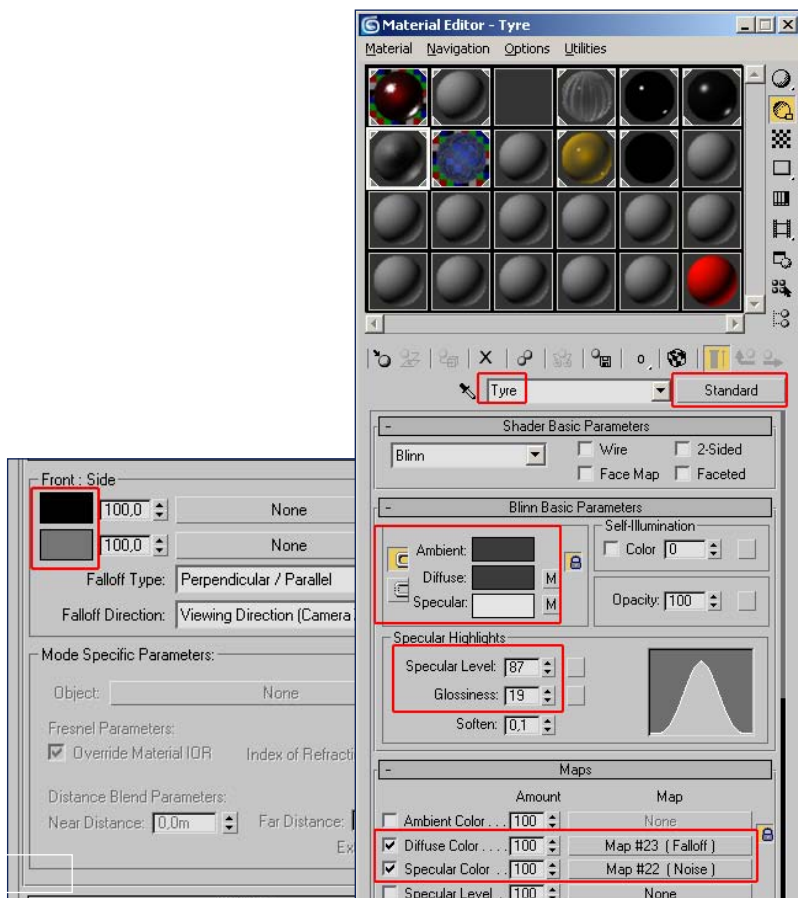 Material Editor - Tyre
Material Navigation Options Utilities
Tyre
Standard
Shader Basic Parameters
Blinn
Wire
2-Sided
Face Map
Faceted
Blinn Basic Parameters
Self-Illumination
Ambient:
Color 0
Diffuse: M
Specular: M
Opacity: 100
Specular Highlights
Specular Level: 87
Glossiness: 19
Soften: 0,1
Maps
Amount Map
Ambient Color . . . 100 None
Diffuse Color . . . . 100 Map #23 ( Falloff )
Specular Color . . 100 Map #22 ( Noise )
Specular Level . 100 None
Front : Side
100,0 None
100,0 None
Falloff Type: Perpendicular / Parallel
Falloff Direction: Viewing Direction (Camera
Mode Specific Parameters:
Object: None
Fresnel Parameters:
Override Material IOR Index of Refracti
Distance Blend Parameters:
Near Distance: 0,0m Far Distance:
Ex